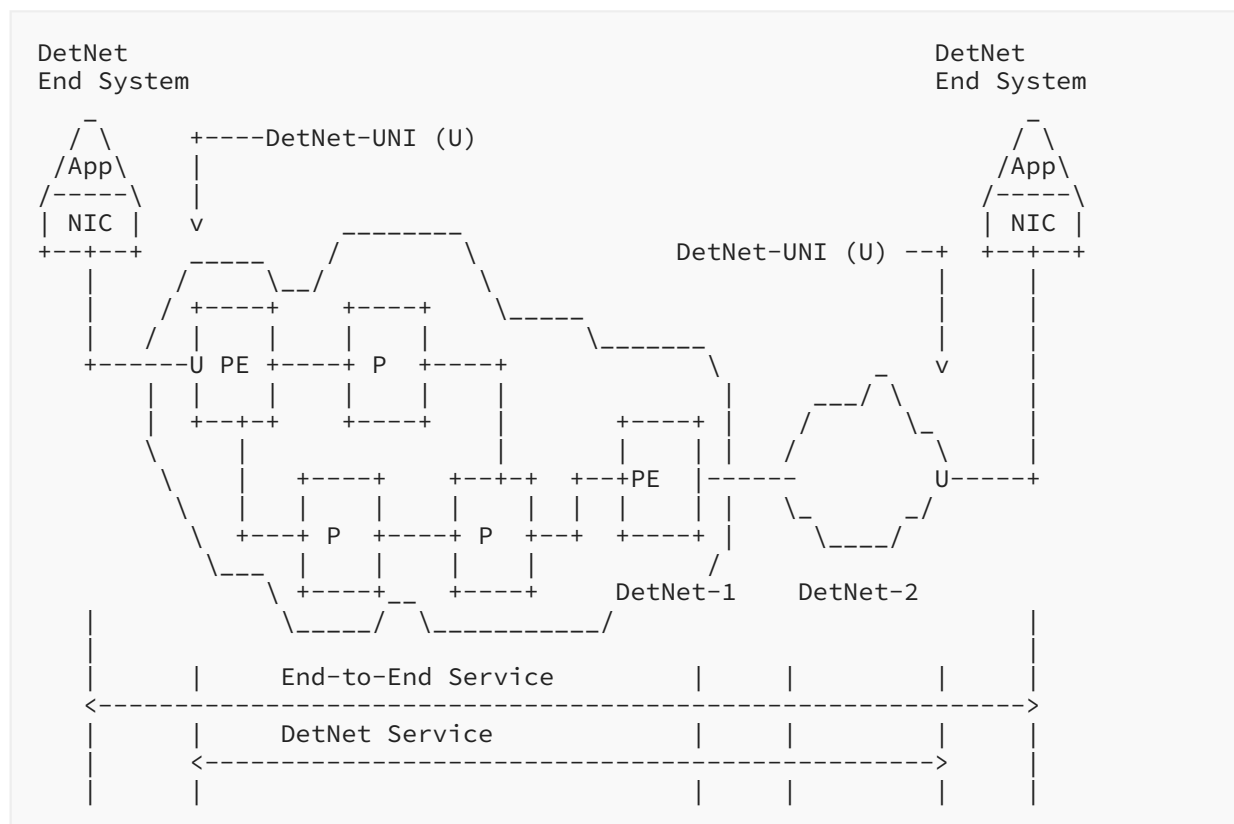 DetNet DetNet
End System End System
DetNet-UNI (U)
App App
NIC NIC
DetNet-UNI (U)
U PE P
PE U
P P
DetNet-1 DetNet-2
End-to-End Service
DetNet Service